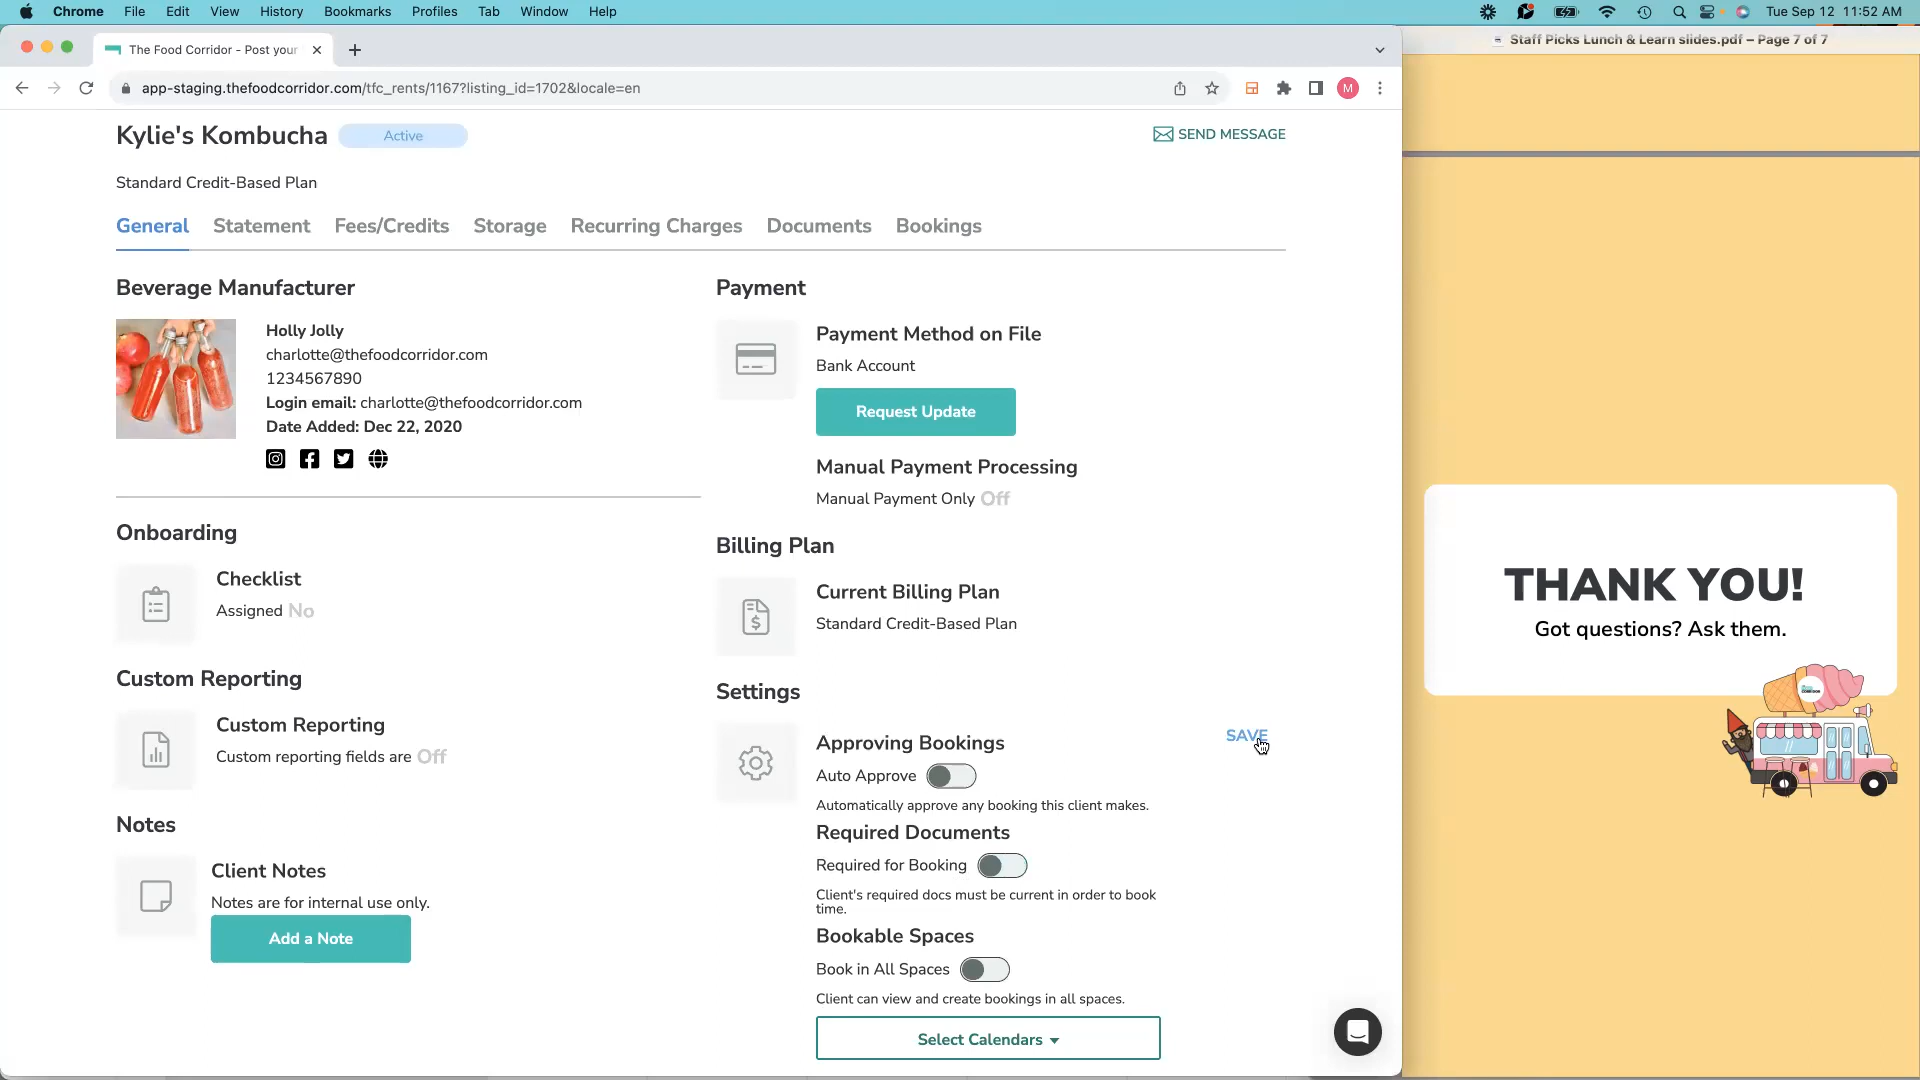 Chrome File Edit View History Bookmarks Profiles Tab Window Help
Tue Sep 12 11:52 AM
The Food Corridor - Post your
Staff Picks Lunch & Learn slides.pdf – Page 7 of 7
app-staging.thefoodcorridor.com/tfc_rents/1167?listing_id=1702&locale=en
M
Kylie's Kombucha
Active
SEND MESSAGE
Standard Credit-Based Plan
General Statement Fees/Credits Storage Recurring Charges Documents Bookings
Beverage Manufacturer
Holly Jolly
charlotte@thefoodcorridor.com
1234567890
Login email: charlotte@thefoodcorridor.com
Date Added: Dec 22, 2020
Onboarding
Checklist
Assigned No
Custom Reporting
Custom Reporting
Custom reporting fields are Off
Notes
Client Notes
Notes are for internal use only.
Add a Note
Payment
Payment Method on File
Bank Account
Request Update
Manual Payment Processing
Manual Payment Only Off
Billing Plan
Current Billing Plan
Standard Credit-Based Plan
Settings
SAVE
Approving Bookings
Auto Approve
Automatically approve any booking this client makes.
Required Documents
Required for Booking
Client's required docs must be current in order to book
time.
Bookable Spaces
Book in All Spaces
Client can view and create bookings in all spaces.
Select Calendars
THANK YOU!
Got questions? Ask them.